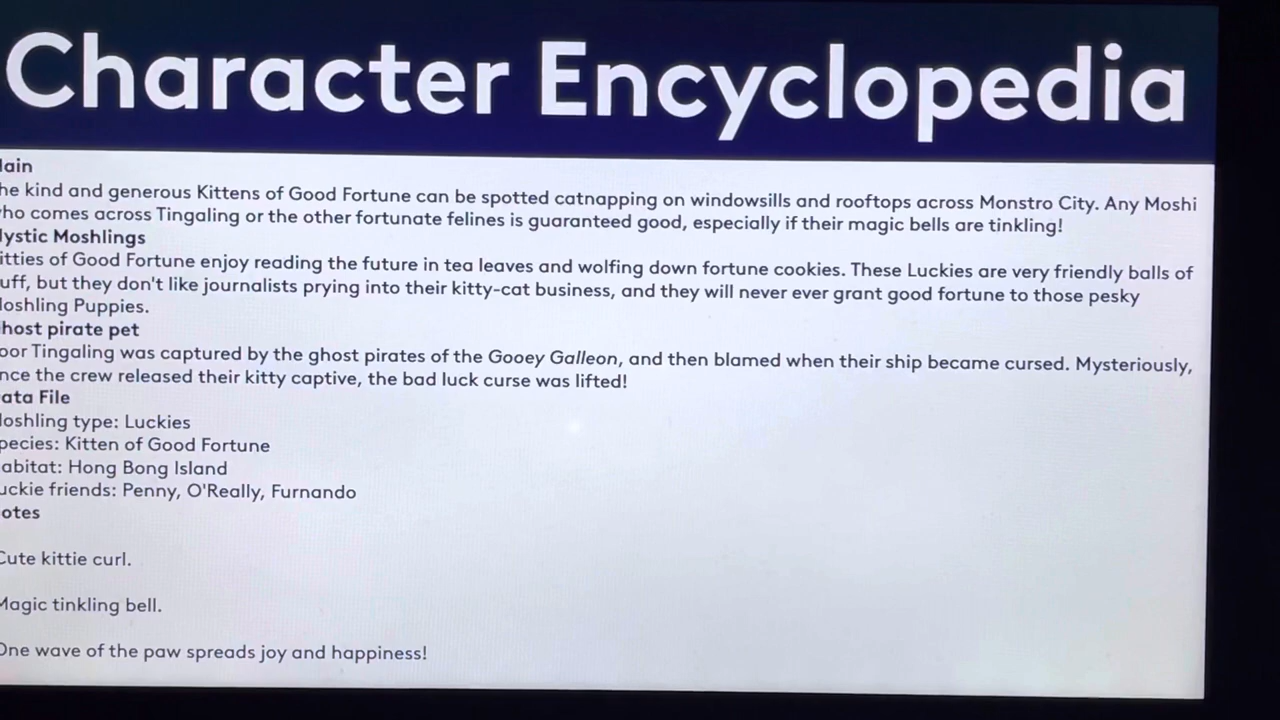 Character Encyclopedia
lain
he kind and generous Kittens of Good Fortune can be spotted catnapping on windowsills and rooftops across Monstro City. Any Moshi
ho comes across Tingaling or the other fortunate felines is guaranteed good, especially if their magic bells are tinkling!
lystic Moshlings
itties of Good Fortune enjoy reading the future in tea leaves and wolfing down fortune cookies. These Luckies are very friendly balls of
uff, but they don't like journalists prying into their kitty-cat business, and they will never ever grant good fortune to those pesky
loshling Puppies.
host pirate pet
oor Tingaling was captured by the ghost pirates of the Gooey Galleon, and then blamed when their ship became cursed. Mysteriously,
nce the crew released their kitty captive, the bad luck curse was lifted!
ata File
loshling type: Luckies
pecies: Kitten of Good Fortune
abitat: Hong Bong Island
uckie friends: Penny, O'Really, Furnando
otes
Cute kittie curl.
Magic tinkling bell.
One wave of the paw spreads joy and happiness!